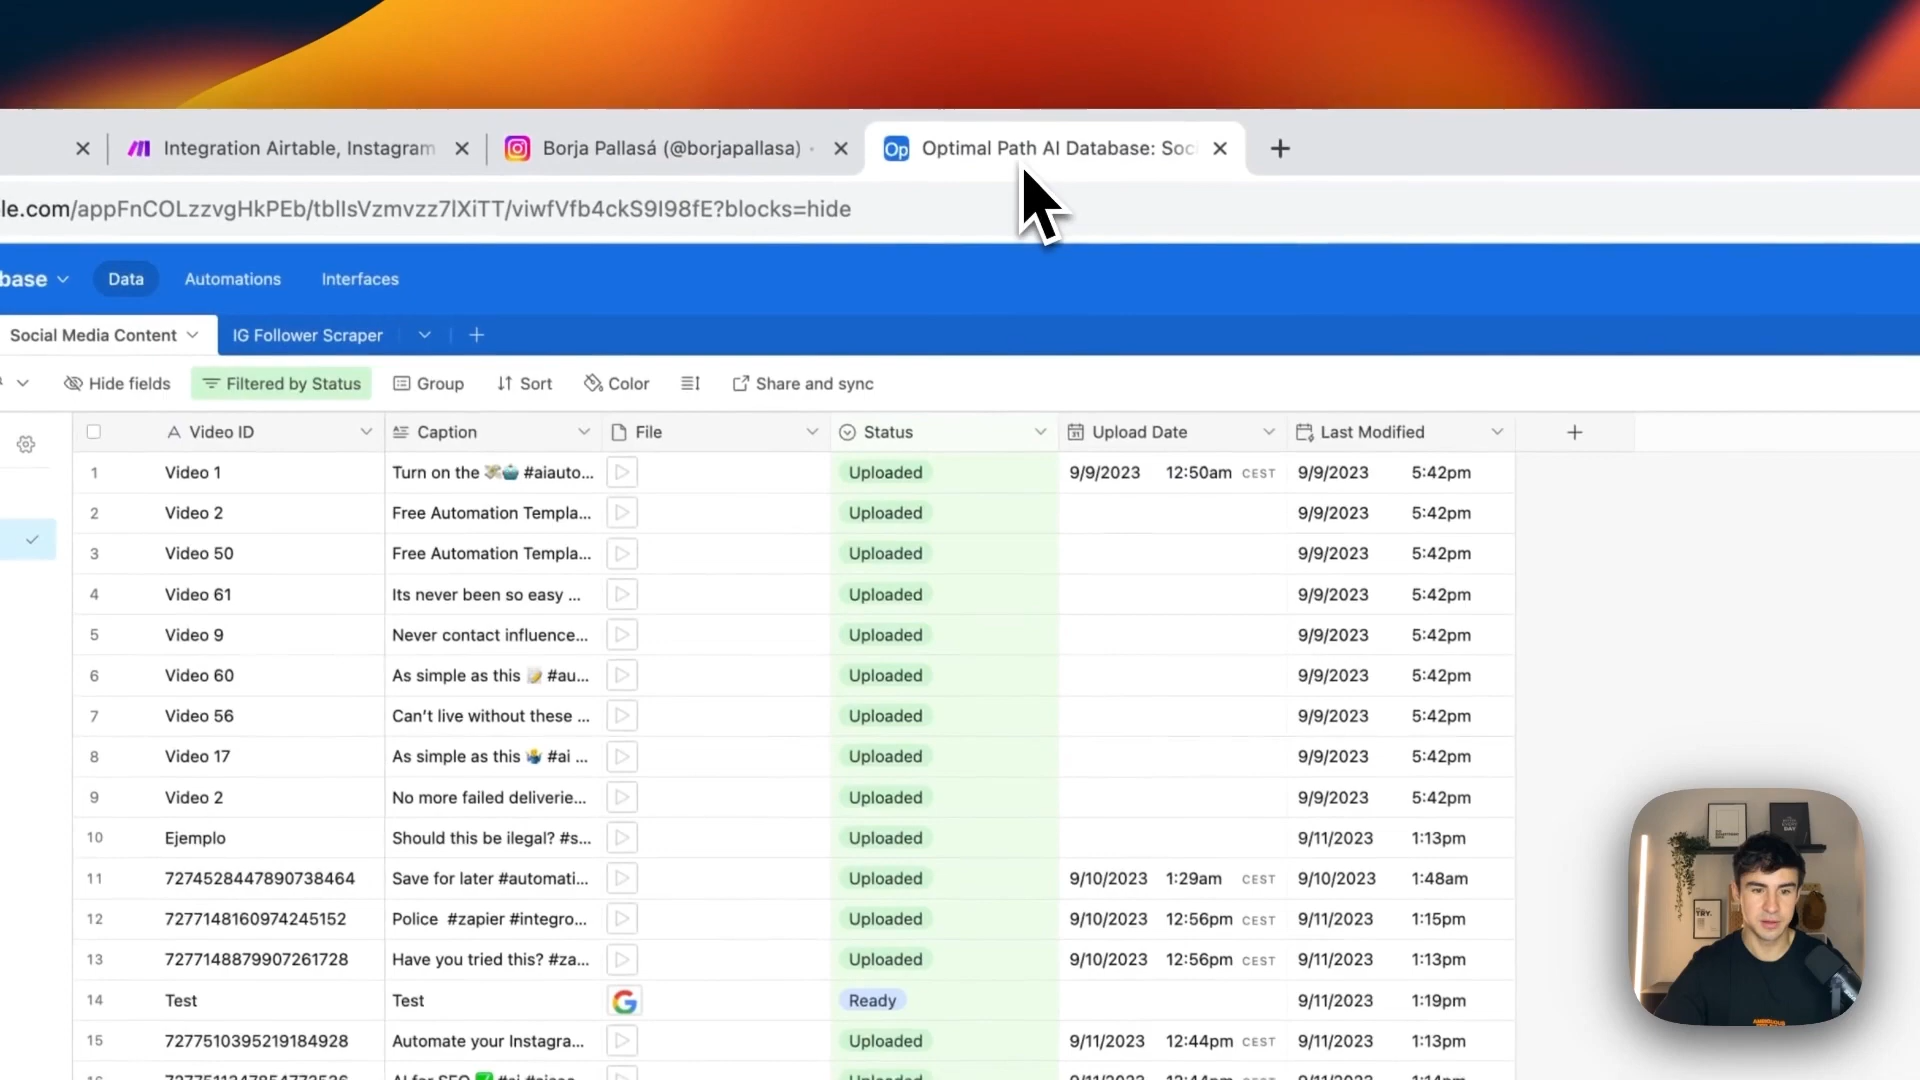 Integration Airtable, Instagram
Borja Pallasá (@borjapallasa) ·
Op Optimal Path AI Database: Soci
le.com/appFnCOLzzvgHkPEb/tbllsVzmvzz7lXiTT/viwfVfb4ckS9I98fE?blocks=hide
base Data Automations Interfaces
Social Media Content IG Follower Scraper
Hide fields Filtered by Status Group Sort Color Share and sync
Video ID Caption File Status Upload Date Last Modified
1 Video 1 Turn on the 💸🤖 #aiauto... Uploaded 9/9/2023 12:50am CEST 9/9/2023 5:42pm
2 Video 2 Free Automation Templa... Uploaded 9/9/2023 5:42pm
3 Video 50 Free Automation Templa... Uploaded 9/9/2023 5:42pm
4 Video 61 Its never been so easy ... Uploaded 9/9/2023 5:42pm
5 Video 9 Never contact influence... Uploaded 9/9/2023 5:42pm
6 Video 60 As simple as this 📝 #au... Uploaded 9/9/2023 5:42pm
7 Video 56 Can’t live without these ... Uploaded 9/9/2023 5:42pm
8 Video 17 As simple as this 🤹 #ai ... Uploaded 9/9/2023 5:42pm
9 Video 2 No more failed deliverie... Uploaded 9/9/2023 5:42pm
10 Ejemplo Should this be ilegal? #s... Uploaded 9/11/2023 1:13pm
11 7274528447890738464 Save for later #automati... Uploaded 9/10/2023 1:29am CEST 9/10/2023 1:48am
12 7277148160974245152 Police #zapier #integro... Uploaded 9/10/2023 12:56pm CEST 9/11/2023 1:15pm
13 7277148879907261728 Have you tried this? #za... Uploaded 9/10/2023 12:56pm CEST 9/11/2023 1:13pm
14 Test Test Ready 9/11/2023 1:19pm
15 7277510395219184928 Automate your Instagra... Uploaded 9/11/2023 12:44pm CEST 9/11/2023 1:13pm
TRY.